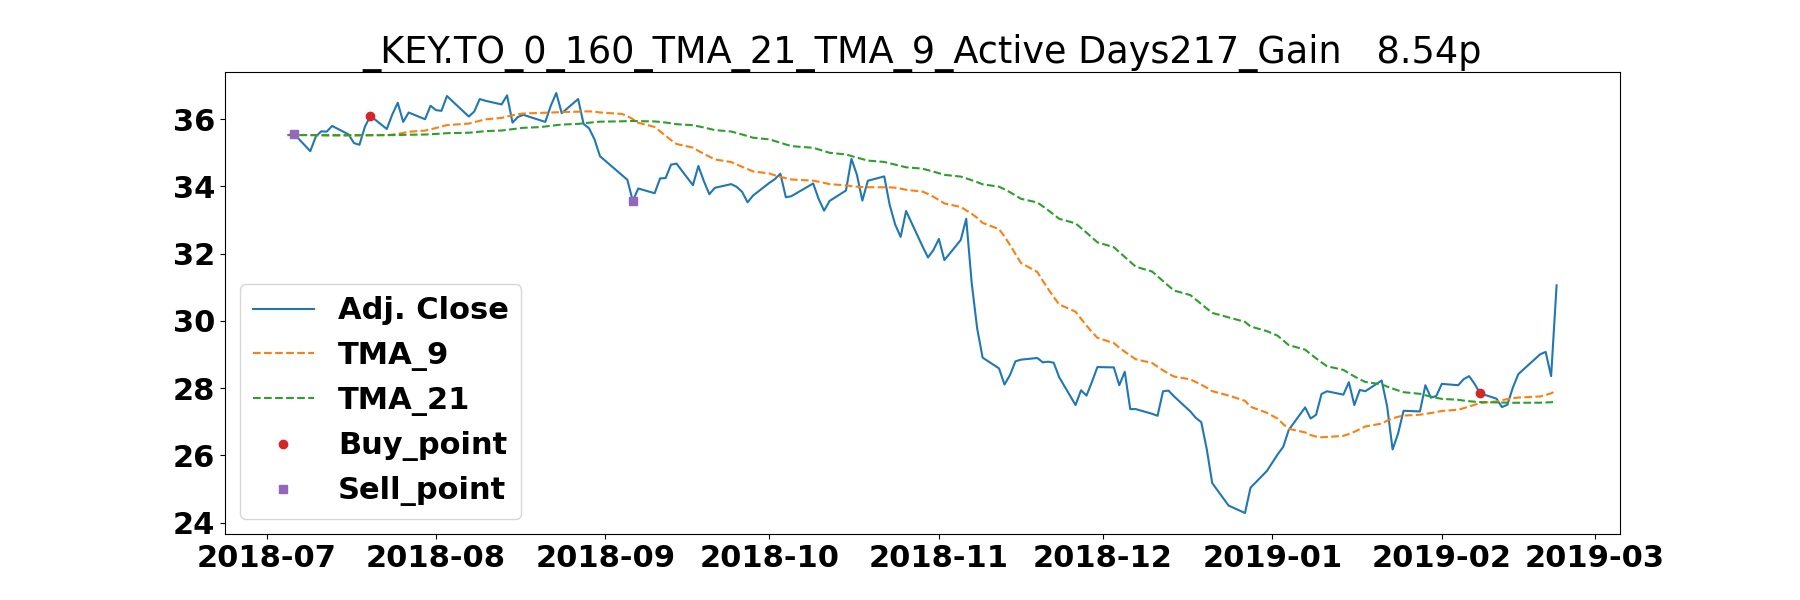 _KEY.TO_0_160_TMA_21_TMA_9_Active Days217_Gain   8.54p
36
34
32
30
28
26
24
Adj. Close
TMA_9
TMA_21
Buy_point
Sell_point
2018-07 2018-08 2018-09 2018-10 2018-11 2018-12 2019-01 2019-02 2019-03